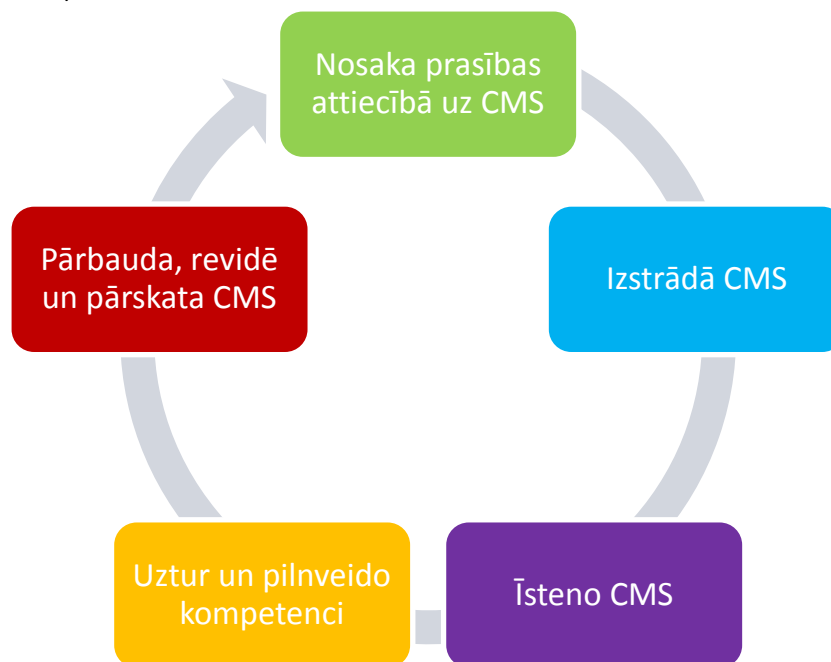 Nosaka prasības
attiecībā uz CMS
Izstrādā CMS
Īsteno CMS
Uztur un pilnveido
kompetenci
Pārbauda, revidē
un pārskata CMS